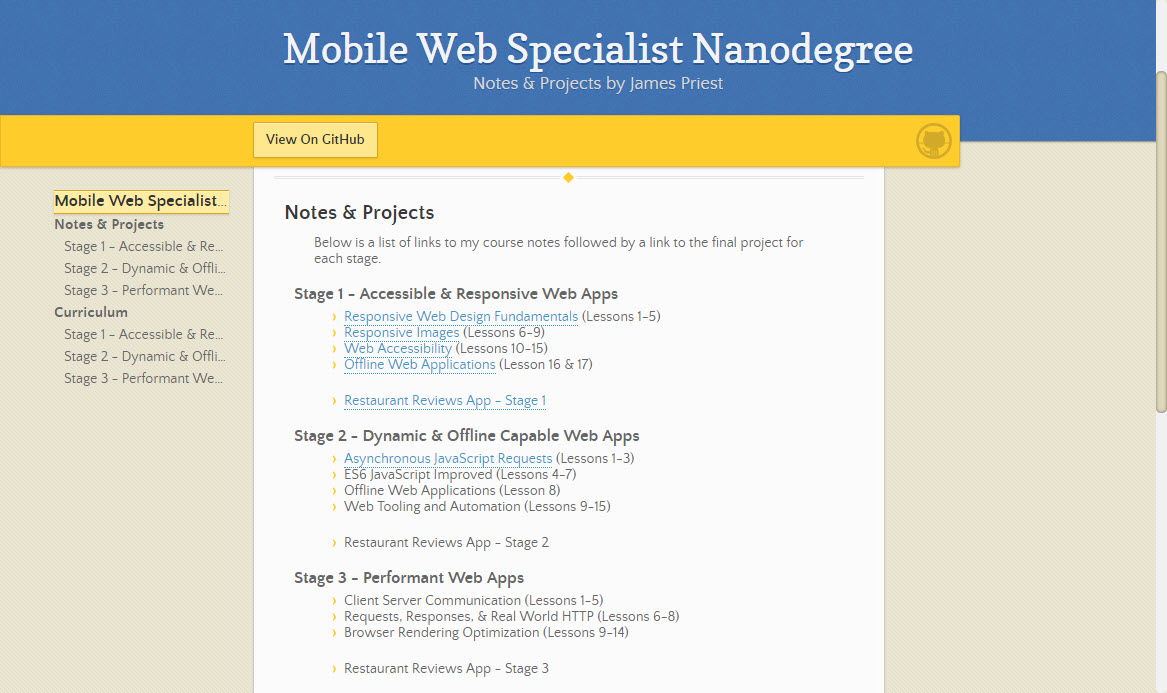 Mobile Web Specialist Nanodegree
Notes & Projects by James Priest
View On GitHub
Mobile Web Specialist...
Notes & Projects
Stage 1 - Accessible & Re...
Stage 2 - Dynamic & Offli...
Stage 3 - Performant We...
Curriculum
Stage 1 - Accessible & Re...
Stage 2 - Dynamic & Offli...
Stage 3 - Performant We...
Notes & Projects
Below is a list of links to my course notes followed by a link to the final project for
each stage.
Stage 1 - Accessible & Responsive Web Apps
› Responsive Web Design Fundamentals (Lessons 1-5)
› Responsive Images (Lessons 6-9)
› Web Accessibility (Lessons 10-15)
› Offline Web Applications (Lesson 16 & 17)
› Restaurant Reviews App - Stage 1
Stage 2 - Dynamic & Offline Capable Web Apps
› Asynchronous JavaScript Requests (Lessons 1-3)
› ES6 JavaScript Improved (Lessons 4-7)
› Offline Web Applications (Lesson 8)
› Web Tooling and Automation (Lessons 9-15)
› Restaurant Reviews App - Stage 2
Stage 3 - Performant Web Apps
› Client Server Communication (Lessons 1-5)
› Requests, Responses, & Real World HTTP (Lessons 6-8)
› Browser Rendering Optimization (Lessons 9-14)
› Restaurant Reviews App - Stage 3